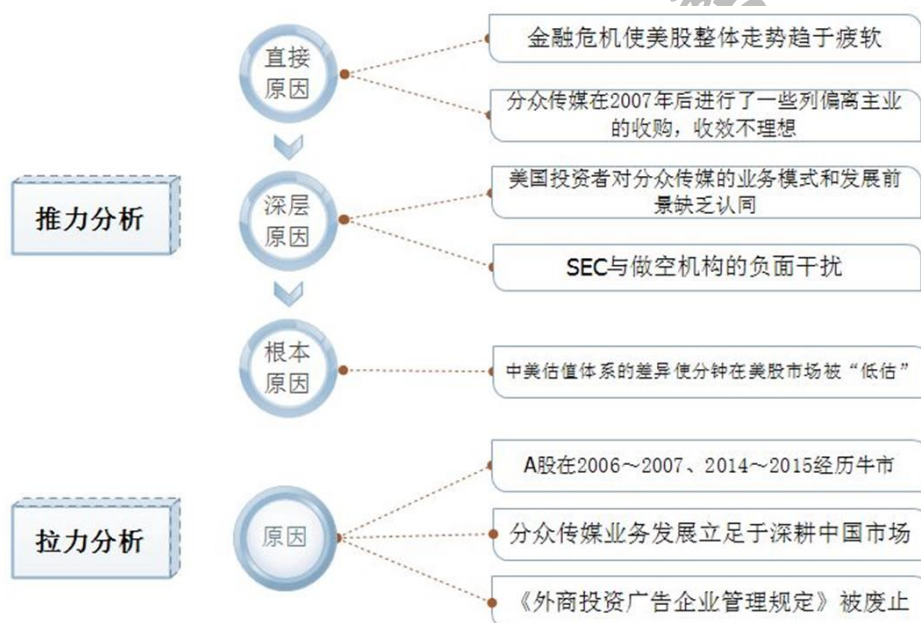 直接
原因
金融危机使美股整体走势趋于疲软
分众传媒在2007年后进行了一些列偏离主业
的收购，收效不理想
推力分析
深层
原因
美国投资者对分众传媒的业务模式和发展前
景缺乏认同
SEC与做空机构的负面干扰
根本
原因
中美估值体系的差异使分钟在美股市场被“低估”
拉力分析
原因
A股在2006～2007、2014～2015经历牛市
分众传媒业务发展立足于深耕中国市场
《外商投资广告企业管理规定》被废止